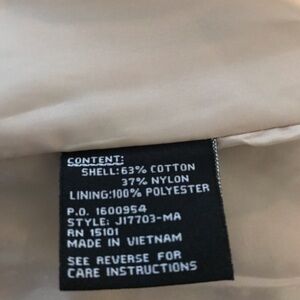 CONTENT:
SHELL:63% COTTON
37% NYLON
LINING:100% POLYESTER
P.O. 1600954
STYLE: J17703-MA
RN 15101
MADE IN VIETNAM
SEE REVERSE FOR
CARE INSTRUCTIONS